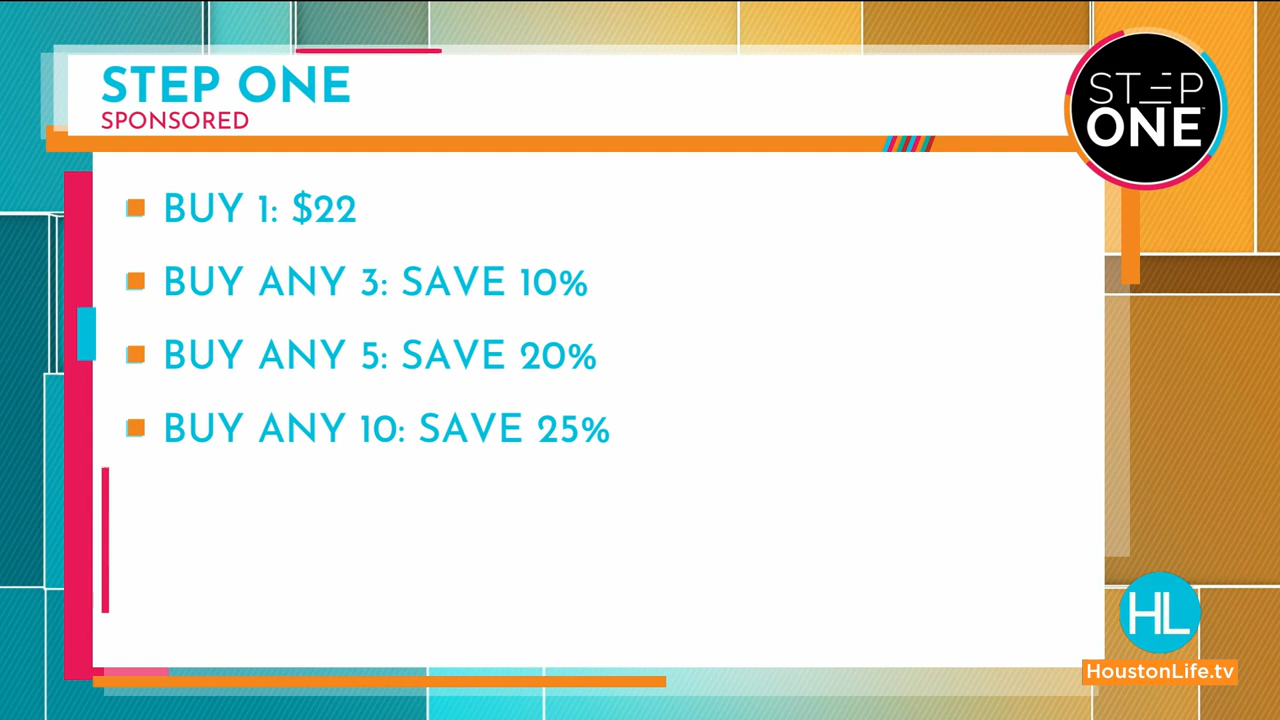 STEP ONE
SPONSORED
STEP
ONE™
BUY 1: $22
BUY ANY 3: SAVE 10%
BUY ANY 5: SAVE 20%
BUY ANY 10: SAVE 25%
HL
HoustonLife.tv